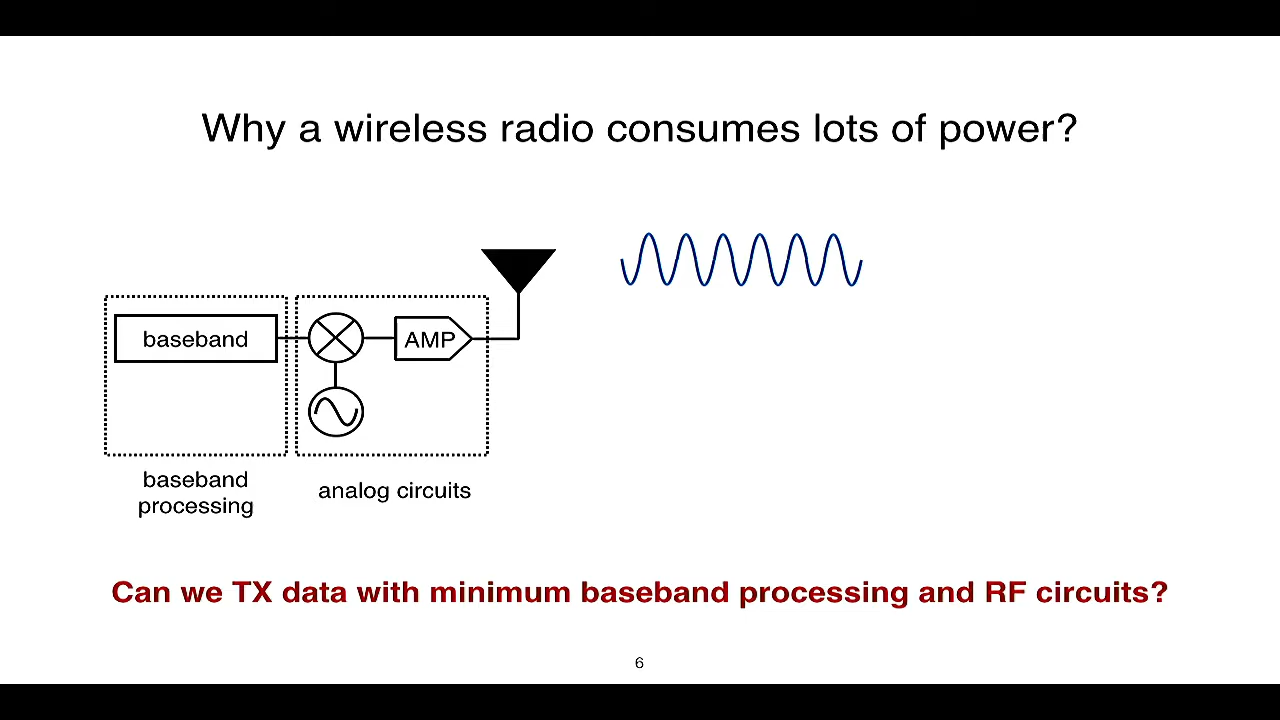 Why a wireless radio consumes lots of power?
baseband
AMP
baseband
processing
analog circuits
Can we TX data with minimum baseband processing and RF circuits?
6